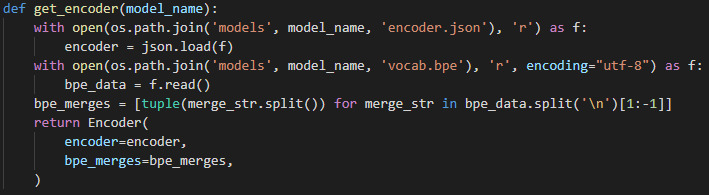 def get_encoder(model_name):
    with open(os.path.join('models', model_name, 'encoder.json'), 'r') as f:
        encoder = json.load(f)
    with open(os.path.join('models', model_name, 'vocab.bpe'), 'r', encoding="utf-8") as f:
        bpe_data = f.read()
    bpe_merges = [tuple(merge_str.split()) for merge_str in bpe_data.split('\n')[1:-1]]
    return Encoder(
        encoder=encoder,
        bpe_merges=bpe_merges,
    )